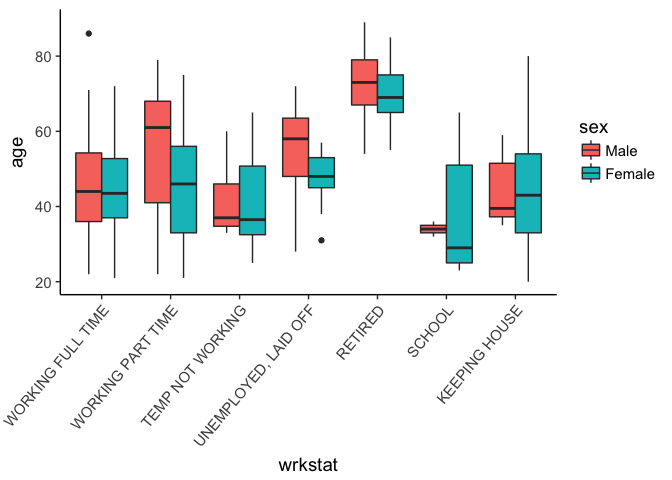 80
60
40
20
age
sex
Male
Female
WORKING FULL TIME
WORKING PART TIME
TEMP NOT WORKING
UNEMPLOYED, LAID OFF
RETIRED
SCHOOL
KEEPING HOUSE
wrkstat